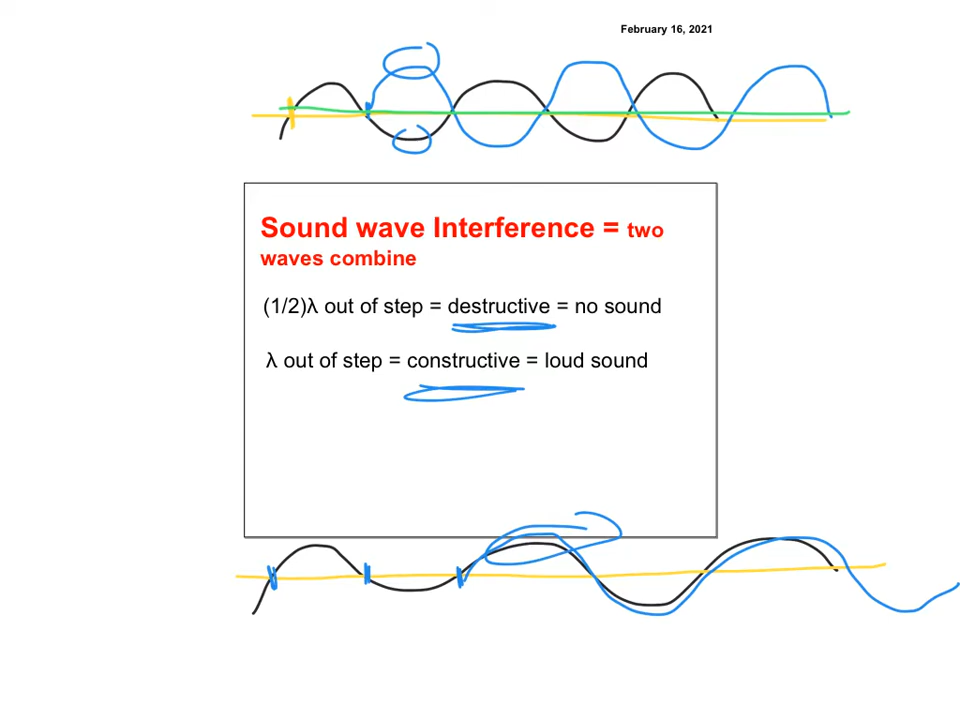 February 16, 2021
Sound wave Interference = two
waves combine
(1/2)λ out of step = destructive = no sound
λ out of step = constructive = loud sound